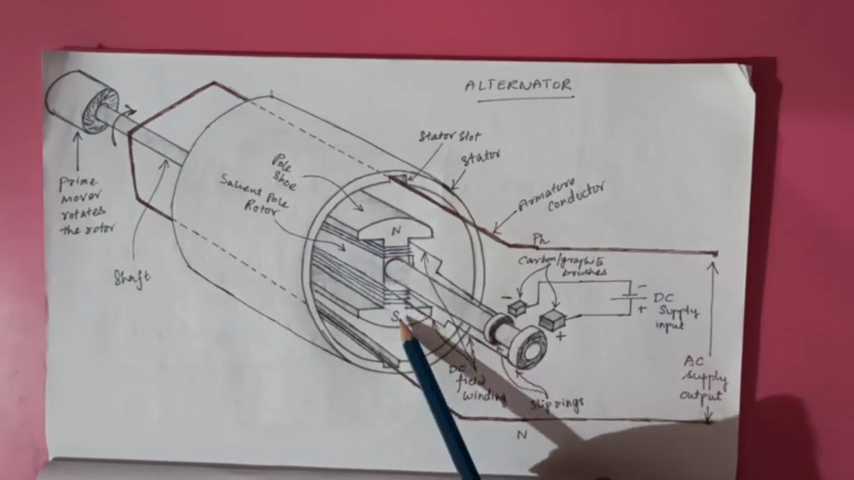 ALTERNATOR
Prime
mover
rotates
the rotor
Shaft
Pole
Shoe
Salient Pole
Rotor
Stator Slot
Stator
Armature
conductor
Ph
N
S
Carbon/graphite
brushes
-
+
-
+
DC
Supply
input
DC
field
winding
Slip rings
AC
Supply
output
N